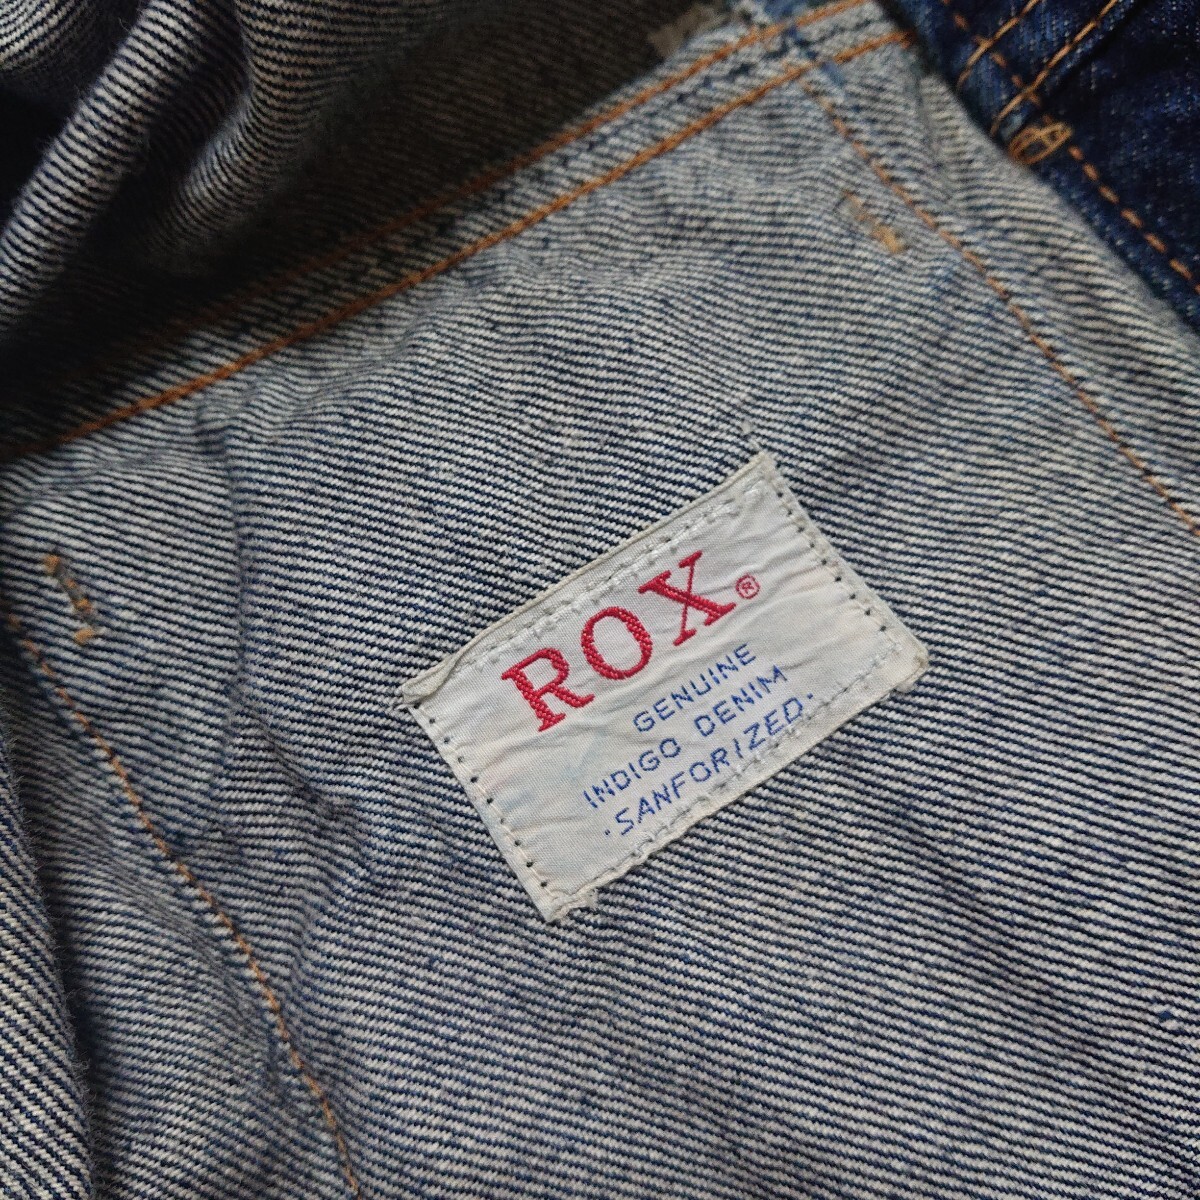 ROX®
GENUINE
INDIGO DENIM
·SANFORIZED·